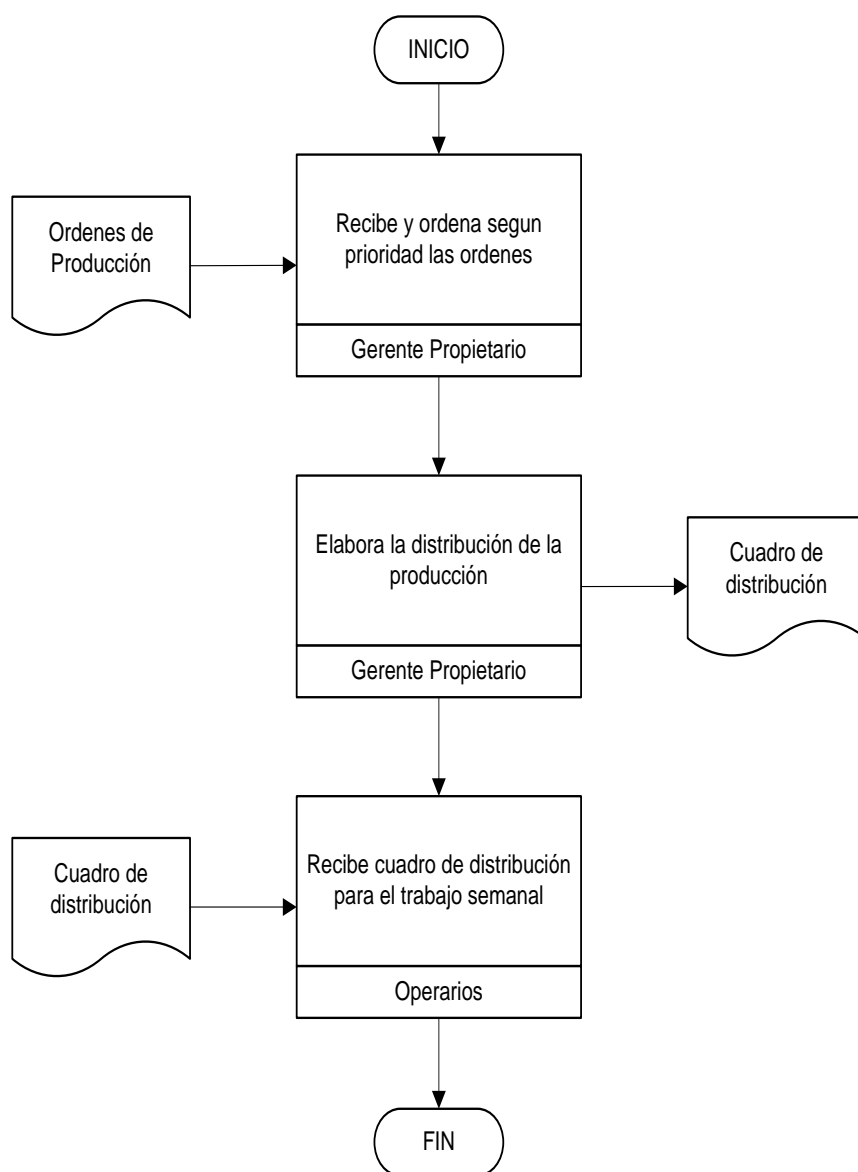 INICIO
Ordenes de
Producción
Recibe y ordena segun
prioridad las ordenes
Gerente Propietario
Elabora la distribución de la
producción
Gerente Propietario
Cuadro de
distribución
Cuadro de
distribución
Recibe cuadro de distribución
para el trabajo semanal
Operarios
FIN